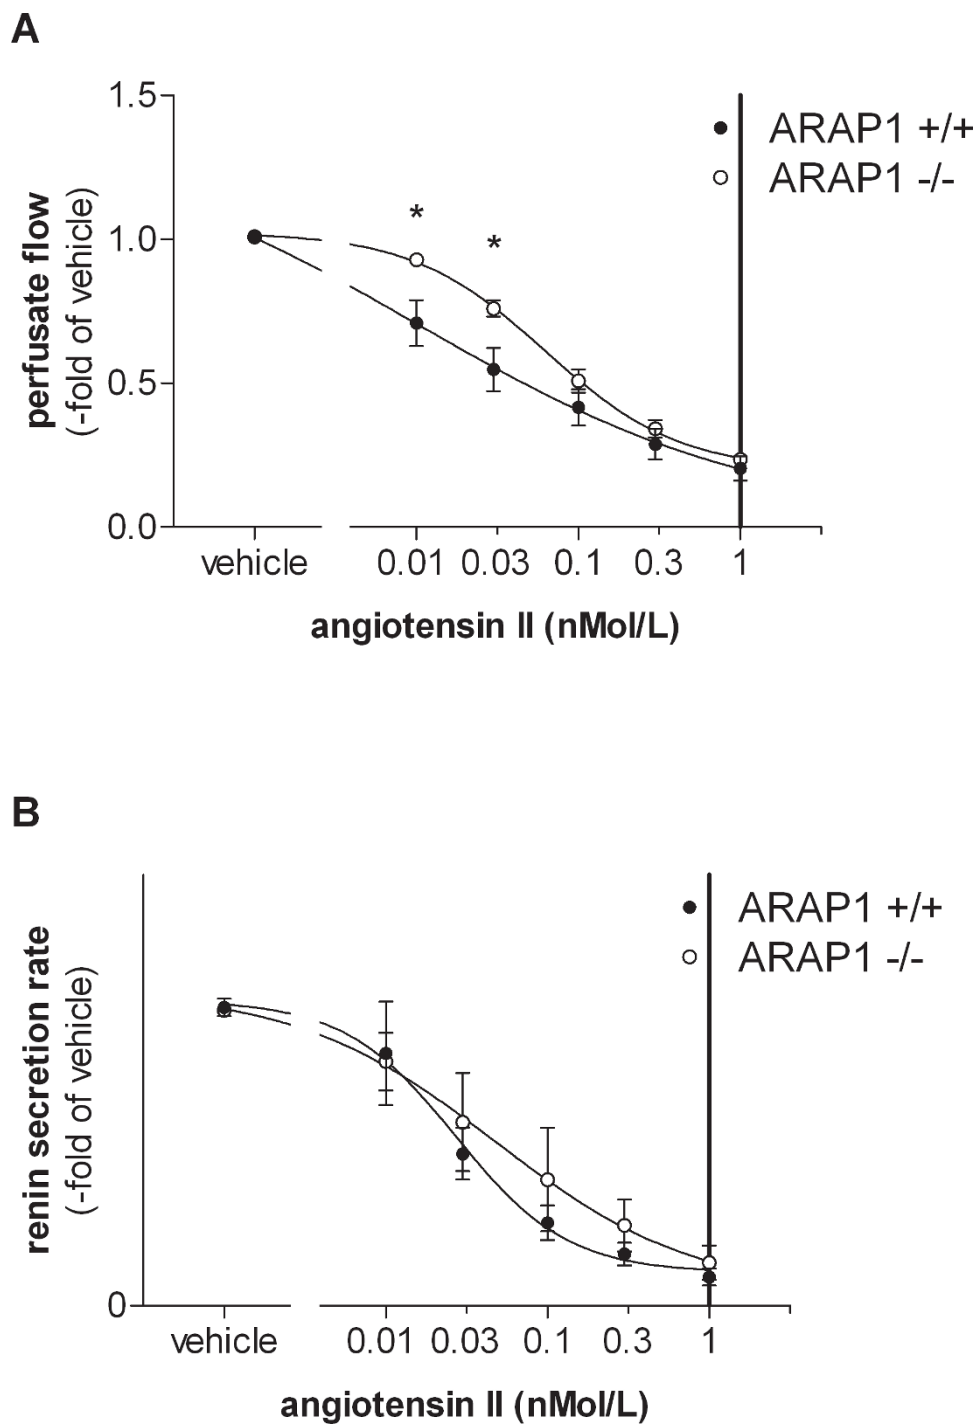 A
1.5
1.0
0.5
0.0
perfusate flow
(-fold of vehicle)
ARAP1 +/+
ARAP1 -/-
*
*
vehicle 0.01 0.03 0.1 0.3 1
angiotensin II (nMol/L)
B
renin secretion rate
(-fold of vehicle)
ARAP1 +/+
ARAP1 -/-
0
vehicle 0.01 0.03 0.1 0.3 1
angiotensin II (nMol/L)